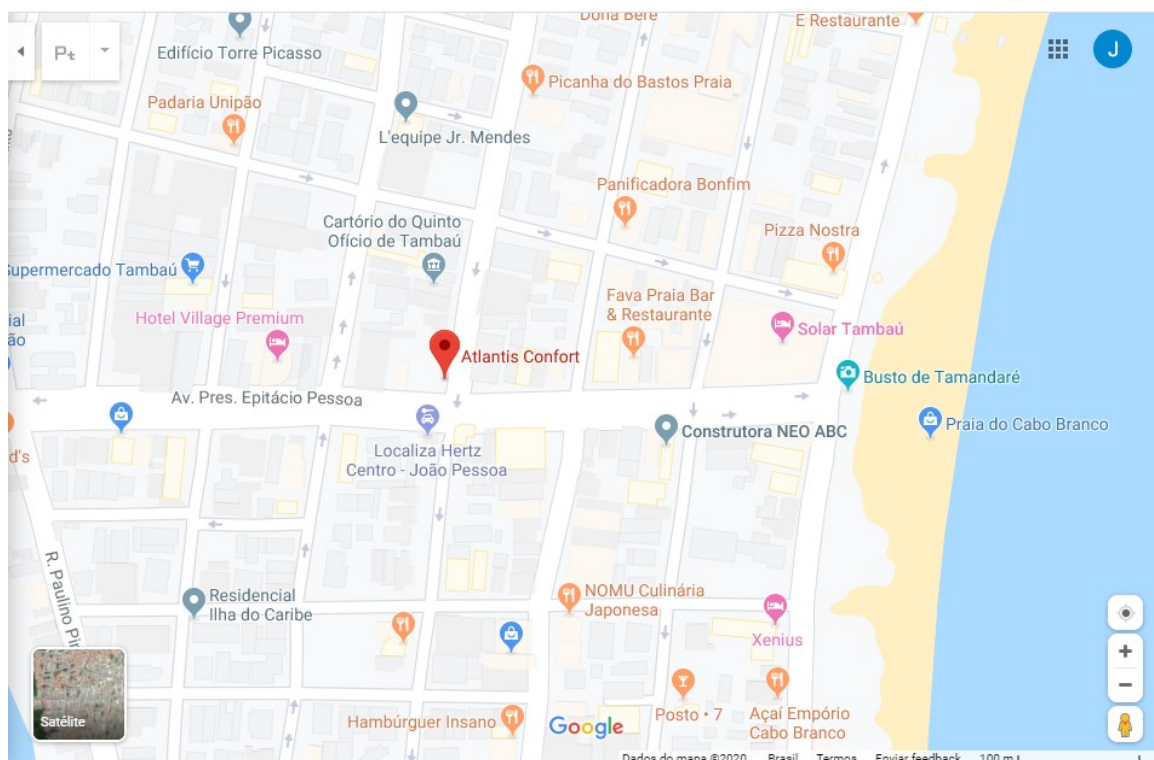 Dona Bere
E Restaurante
Pt
J
Edifício Torre Picasso
Picanha do Bastos Praia
Padaria Unipão
L'equipe Jr. Mendes
Panificadora Bonfim
Cartório do Quinto
Ofício de Tambaú
Pizza Nostra
Supermercado Tambaú
Fava Praia Bar
& Restaurante
Hotel Village Premium
Solar Tambaú
Atlantis Confort
Busto de Tamandaré
Av. Pres. Epitácio Pessoa
Praia do Cabo Branco
Construtora NEO ABC
d's
Localiza Hertz
Centro - João Pessoa
R. Paulino Pir
NOMU Culinária
Japonesa
Residencial
Ilha do Caribe
Xenius
Satélite
Hambúrguer Insano
Google
Posto • 7
Açaí Empório
Cabo Branco
Dados do mapa ©2020 Brasil Termos Enviar feedback 100 m